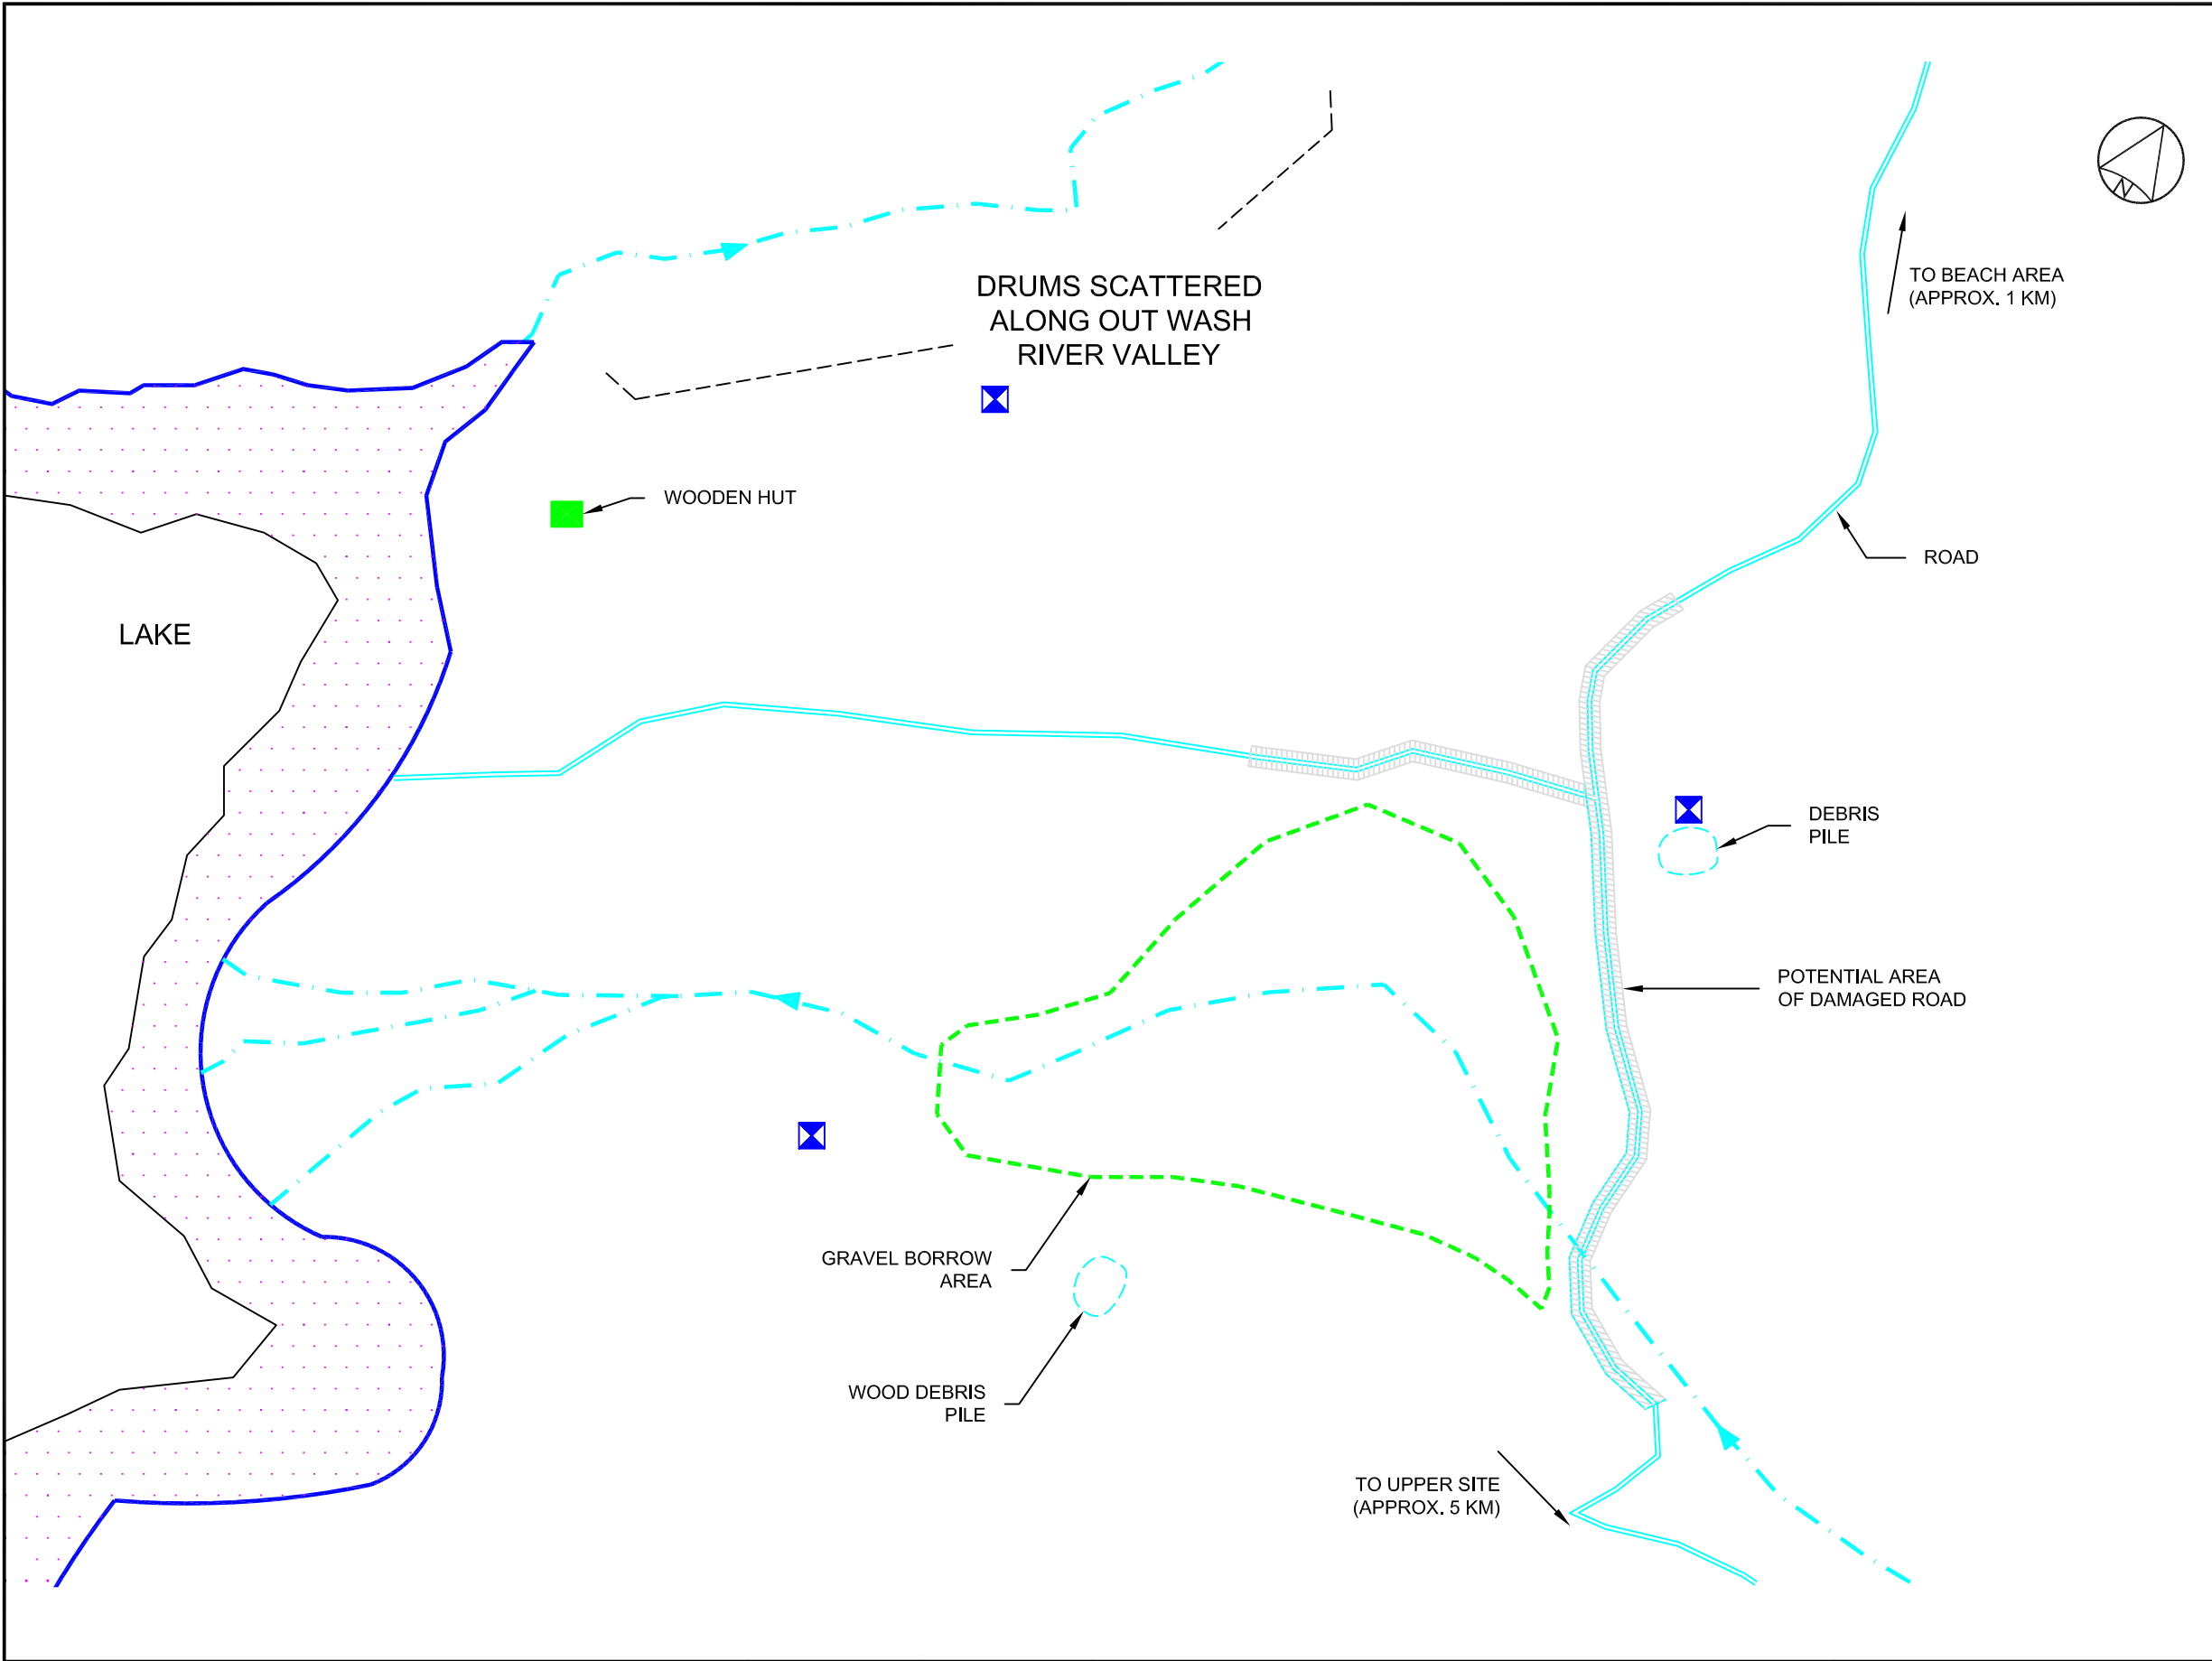 DRUMS SCATTERED
ALONG OUT WASH
RIVER VALLEY
N
TO BEACH AREA
(APPROX. 1 KM)
WOODEN HUT
ROAD
LAKE
DEBRIS
PILE
POTENTIAL AREA
OF DAMAGED ROAD
GRAVEL BORROW
AREA
WOOD DEBRIS
PILE
TO UPPER SITE
(APPROX. 5 KM)